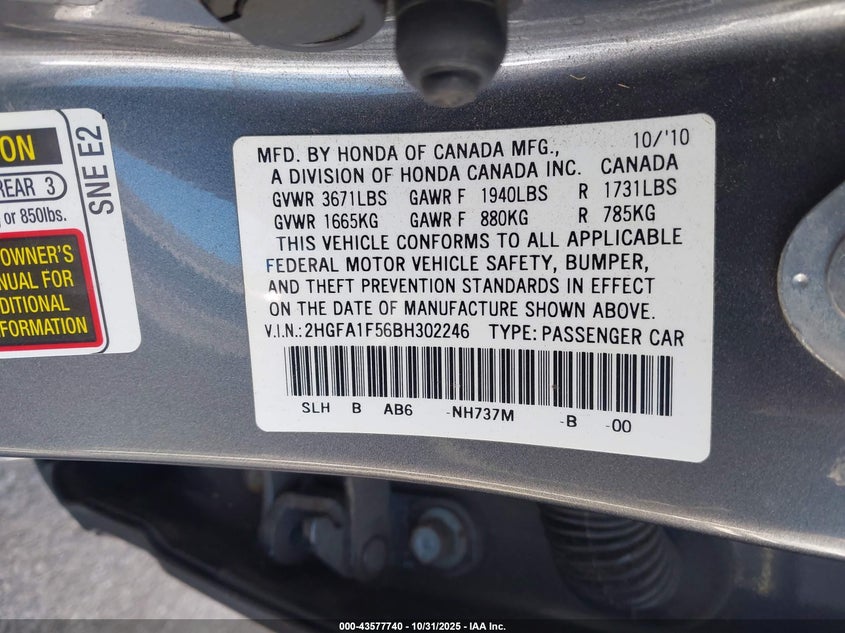 ON
REAR 3
or 850lbs.
SNE E2
OWNER'S
FOR
INFORMATION
10/'10
MFD. BY HONDA OF CANADA MFG.,
A DIVISION OF HONDA CANADA INC. CANADA
GVWR 3671LBS GAWR F 1940LBS R 1731LBS
GVWR 1665KG GAWR F 880KG R 785KG
THIS VEHICLE CONFORMS TO ALL APPLICABLE
FEDERAL MOTOR VEHICLE SAFETY, BUMPER,
AND THEFT PREVENTION STANDARDS IN EFFECT
ON THE DATE OF MANUFACTURE SHOWN ABOVE.
V.I.N.:2HGFA1F56BH302246 TYPE:PASSENGER CAR
SLH B AB6 -NH737M -B -00
000-43577740 - 10/31/2025 - IAA Inc.